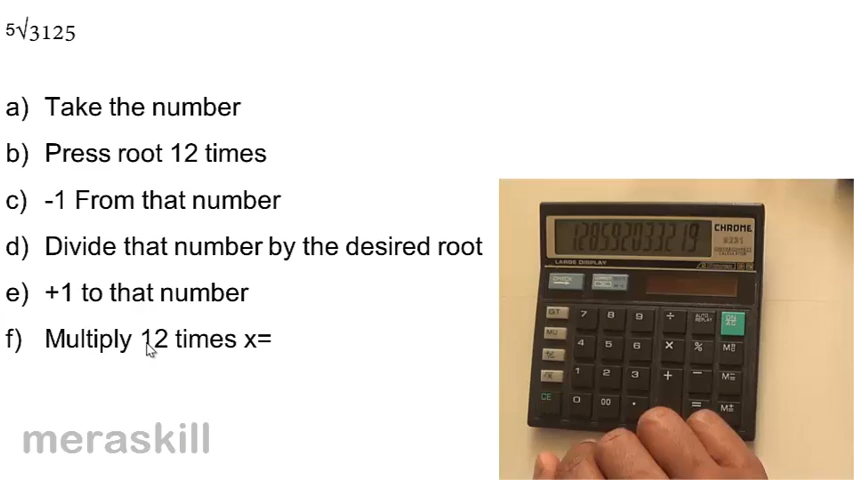 ⁵√3125
a) Take the number
b) Press root 12 times
c) -1 From that number
d) Divide that number by the desired root
e) +1 to that number
f) Multiply 12 times x=
meraskill
CHROME
LARGE DISPLAY
GT 7 8 9 ÷
MU 4 5 6 × %
1 2 3 + −
CE 0 00 . =